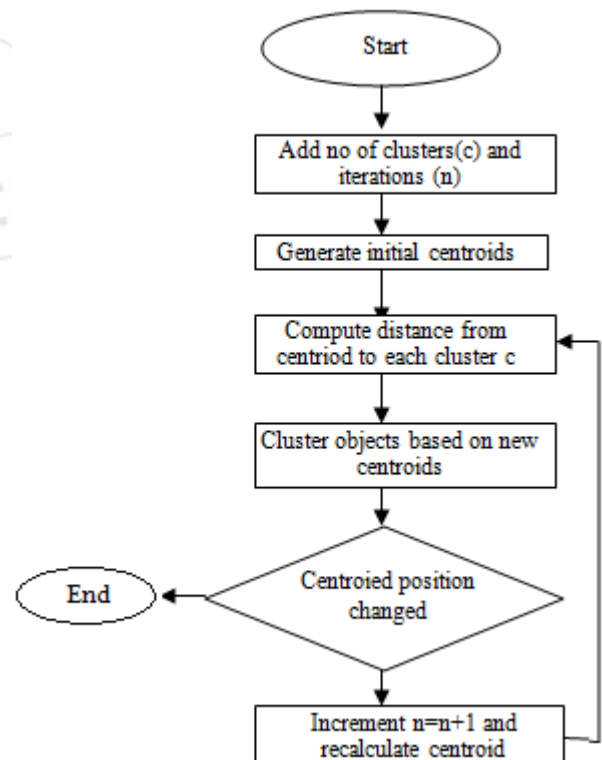 Start
Add no of clusters(c) and
iterations (n)
Generate initial centroids
Compute distance from
centriod to each cluster c
Cluster objects based on new
centroids
Centroied position
changed
End
Increment n=n+1 and
recalculate centroid